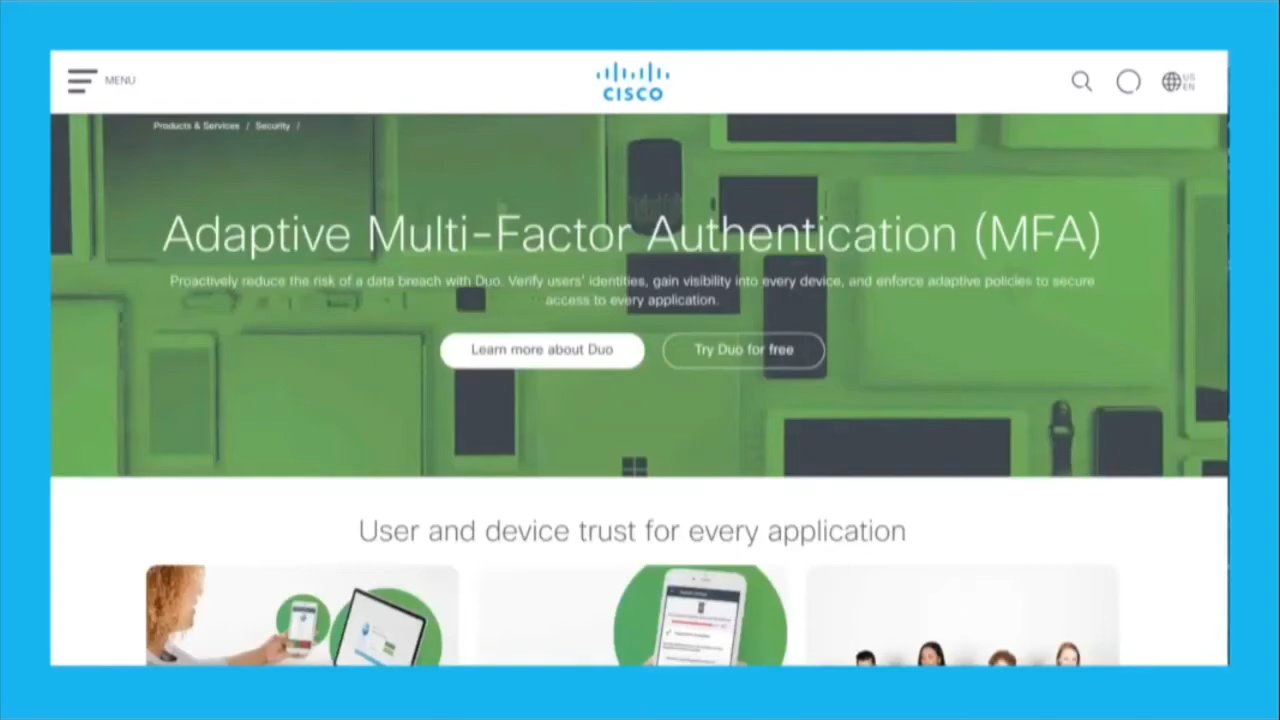 MENU
CISCO
US
EN
Products & Services / Security /
Adaptive Multi-Factor Authentication (MFA)
Proactively reduce the risk of a data breach with Duo. Verify users' identities, gain visibility into every device, and enforce adaptive policies to secure
access to every application.
Learn more about Duo
Try Duo for free
User and device trust for every application